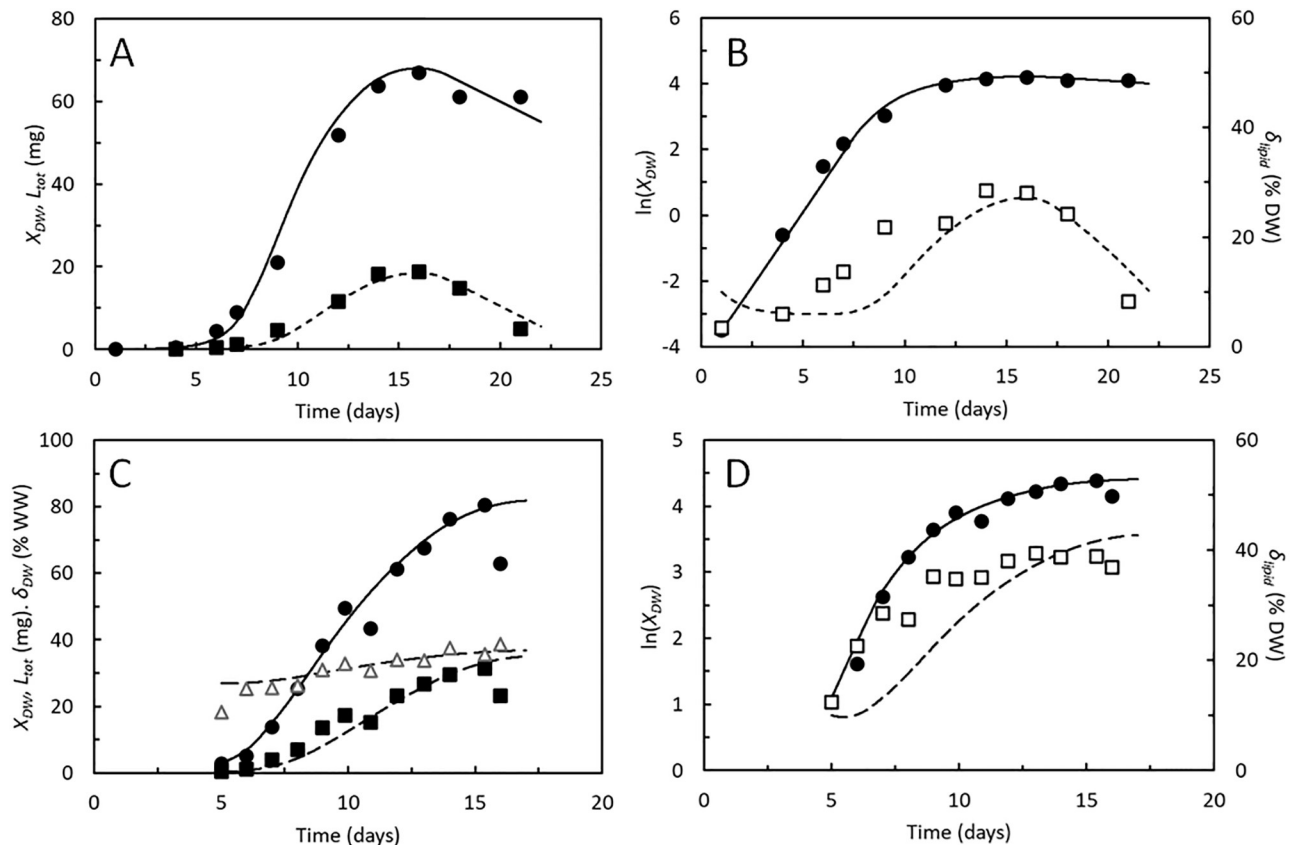 A
80
60
40
20
0
X_DW, L_tot (mg)
0 5 10 15 20 25
Time (days)
B
6
4
2
0
-2
-4
ln(X_DW)
60
40
20
0
δ_lipid (% DW)
0 5 10 15 20 25
Time (days)
C
100
80
60
40
20
0
X_DW, L_tot (mg). δ_DW (% WW)
0 5 10 15 20
Time (days)
D
5
4
3
2
1
0
ln(X_DW)
60
40
20
0
δ_lipid (% DW)
0 5 10 15 20
Time (days)